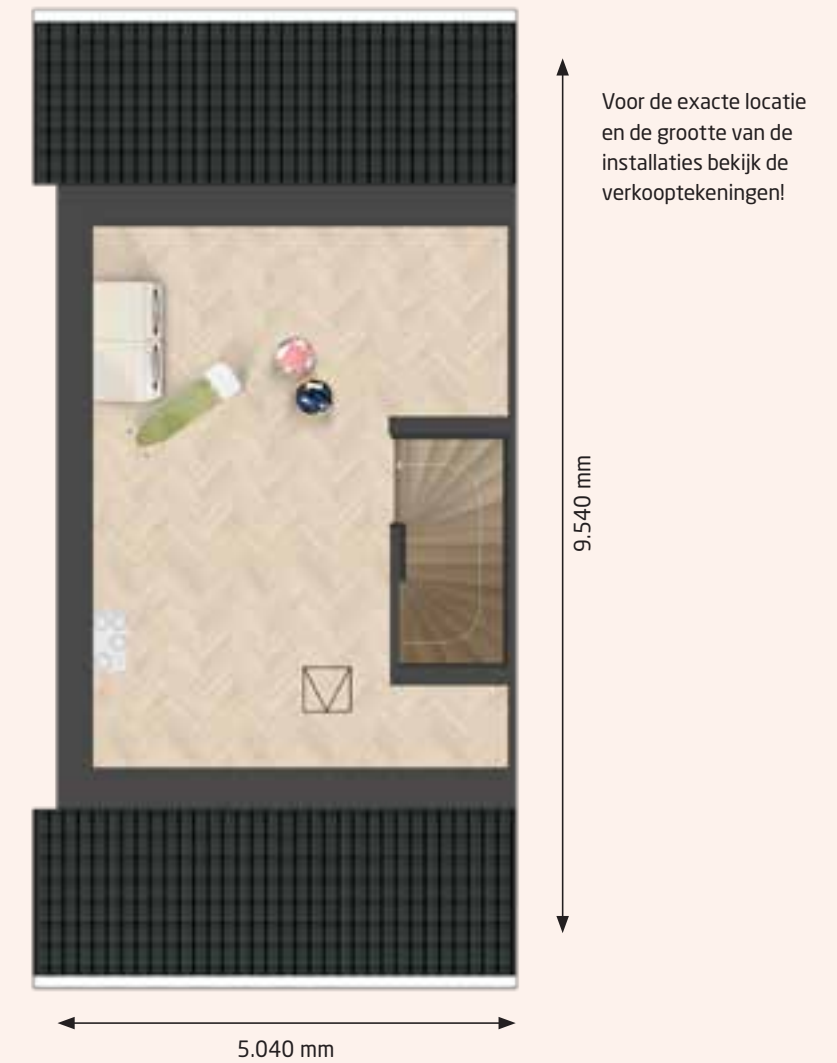 Voor de exacte locatie
en de grootte van de
installaties bekijk de
verkooptekeningen!
9.540 mm
5.040 mm